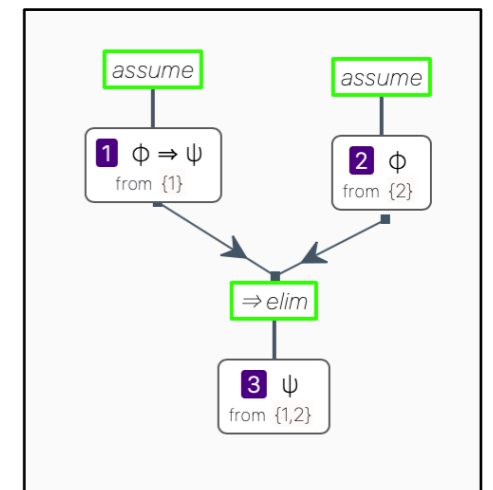 assume
assume
1 ϕ ⇒ ψ
from {1}
2 ϕ
from {2}
⇒ elim
3 ψ
from {1,2}